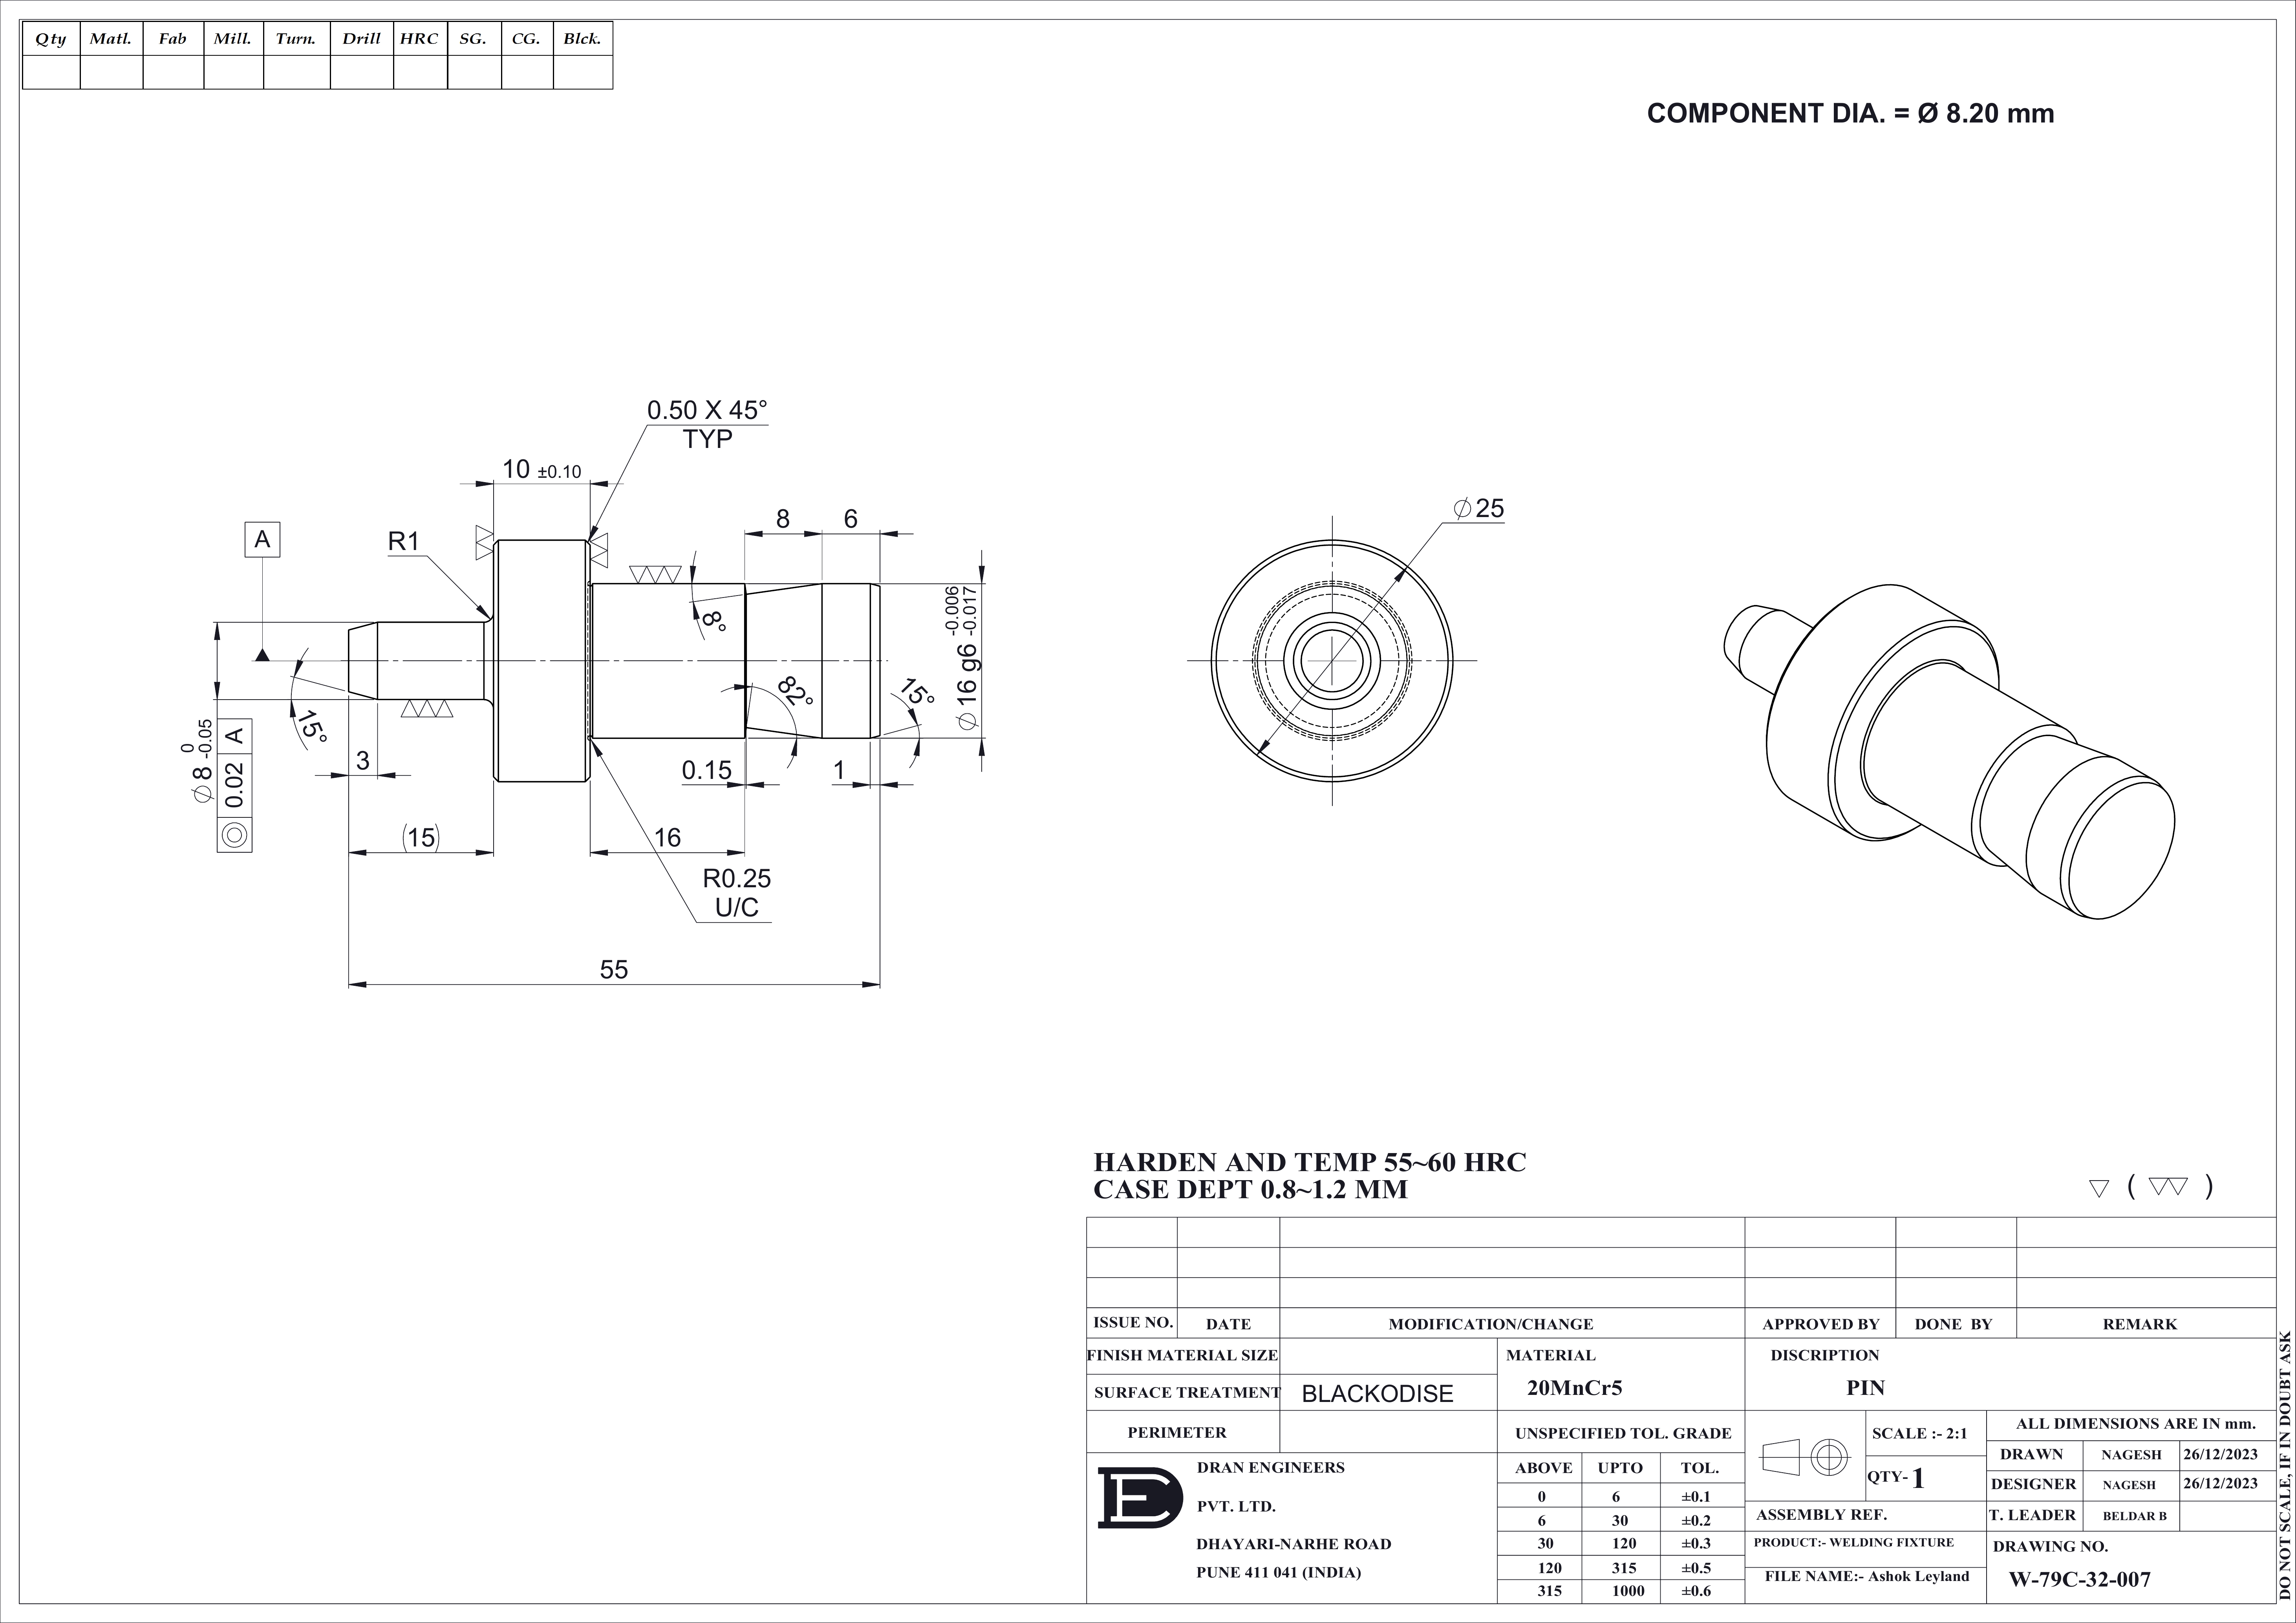 Qty Matl. Fab Mill. Turn. Drill HRC SG. CG. Blck.
COMPONENT DIA. = Ø 8.20 mm
0.50 X 45°
TYP
10 ±0.10
8
6
A
R1
8°
82°
15°
Ø 16 g6 -0.006 -0.017
15°
3
Ø 8 0 -0.05
0.02 A
0.15
1
(15)
16
R0.25
U/C
55
Ø 25
HARDEN AND TEMP 55~60 HRC
CASE DEPT 0.8~1.2 MM
( )
ISSUE NO. DATE MODIFICATION/CHANGE APPROVED BY DONE BY REMARK
FINISH MATERIAL SIZE
MATERIAL
20MnCr5
DISCRIPTION
PIN
SURFACE TREATMENT BLACKODISE
PERIMETER
UNSPECIFIED TOL. GRADE
ABOVE UPTO TOL.
0 6 ±0.1
6 30 ±0.2
30 120 ±0.3
120 315 ±0.5
315 1000 ±0.6
DRAN ENGINEERS
PVT. LTD.
DHAYARI-NARHE ROAD
PUNE 411 041 (INDIA)
SCALE :- 2:1
QTY- 1
ALL DIMENSIONS ARE IN mm.
DRAWN NAGESH 26/12/2023
DESIGNER NAGESH 26/12/2023
T. LEADER BELDAR B
ASSEMBLY REF.
PRODUCT:- WELDING FIXTURE
FILE NAME:- Ashok Leyland
DRAWING NO.
W-79C-32-007
DO NOT SCALE, IF IN DOUBT ASK